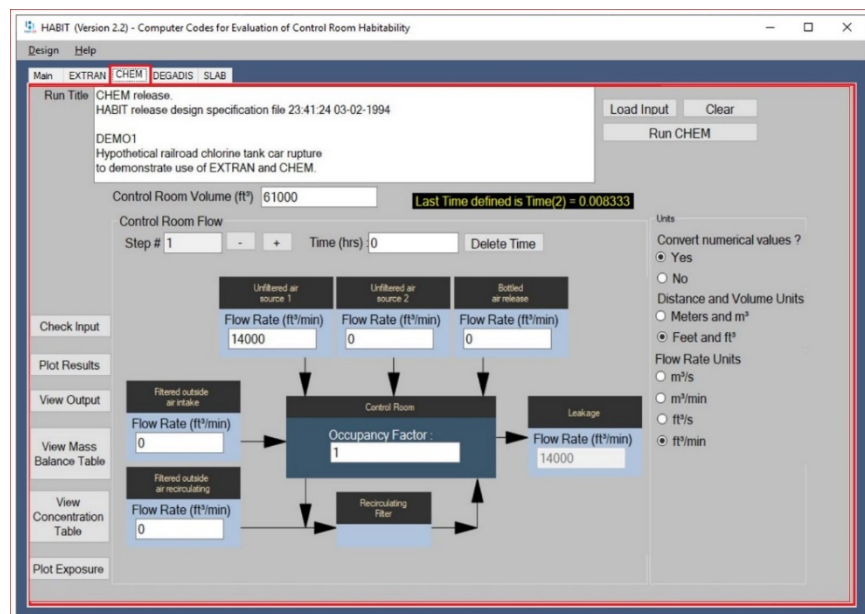 HABIT (Version 2.2) - Computer Codes for Evaluation of Control Room Habitability
Design Help
Main EXTRAN CHEM DEGADIS SLAB
Run Title
CHEM release.
HABIT release design specification file 23:41:24 03-02-1994
DEMO1
Hypothetical railroad chlorine tank car rupture
to demonstrate use of EXTRAN and CHEM.
Load Input Clear
Run CHEM
Control Room Volume (ft³) 61000
Last Time defined is Time(2) = 0.008333
Control Room Flow
Step # 1 - + Time (hrs) : 0 Delete Time
Unfiltered air
source 1
Flow Rate (ft³/min)
14000
Unfiltered air
source 2
Flow Rate (ft³/min)
0
Bottled
air release
Flow Rate (ft³/min)
0
Filtered outside
air intake
Flow Rate (ft³/min)
0
Control Room
Occupancy Factor :
1
Leakage
Flow Rate (ft³/min)
14000
Filtered outside
air recirculating
Flow Rate (ft³/min)
0
Recirculating
Filter
Check Input
Plot Results
View Output
View Mass
Balance Table
View
Concentration
Table
Plot Exposure
Units
Convert numerical values ?
Yes
No
Distance and Volume Units
Meters and m³
Feet and ft³
Flow Rate Units
m³/s
m³/min
ft³/s
ft³/min